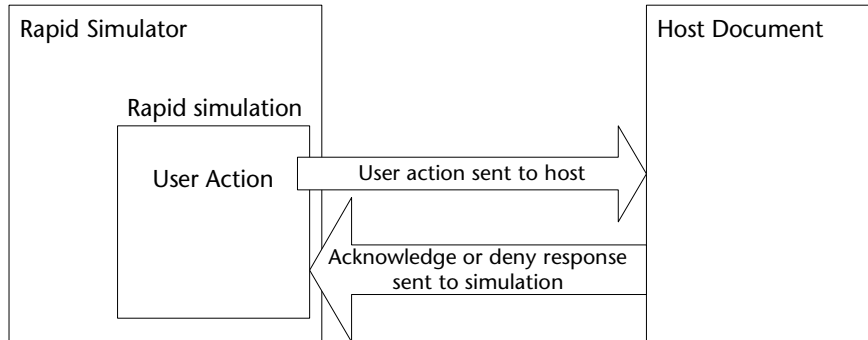 Rapid Simulator
Host Document
Rapid simulation
User Action
User action sent to host
Acknowledge or deny response
sent to simulation